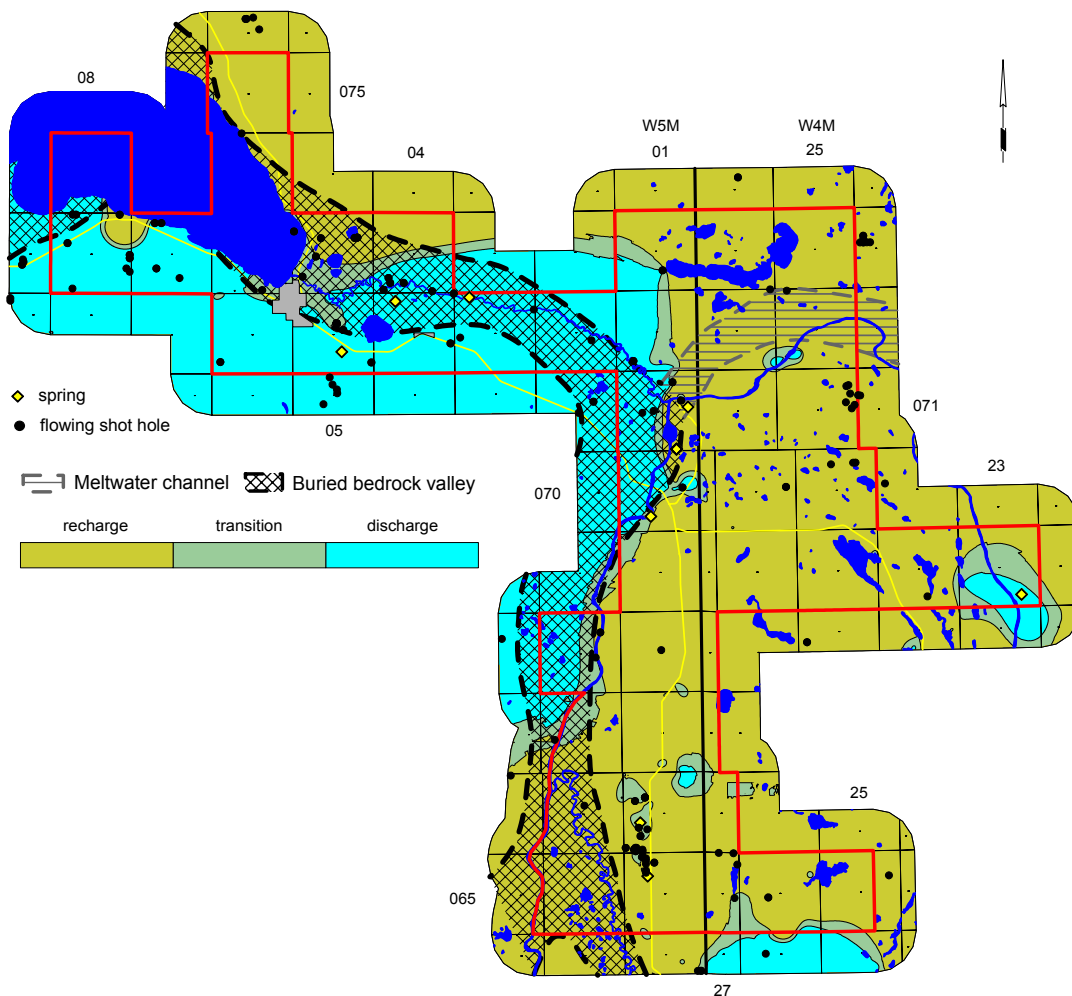 08
075
04
W5M W4M
01 25
spring
flowing shot hole
05
071
23
Meltwater channel Buried bedrock valley
070
recharge transition discharge
25
065
27